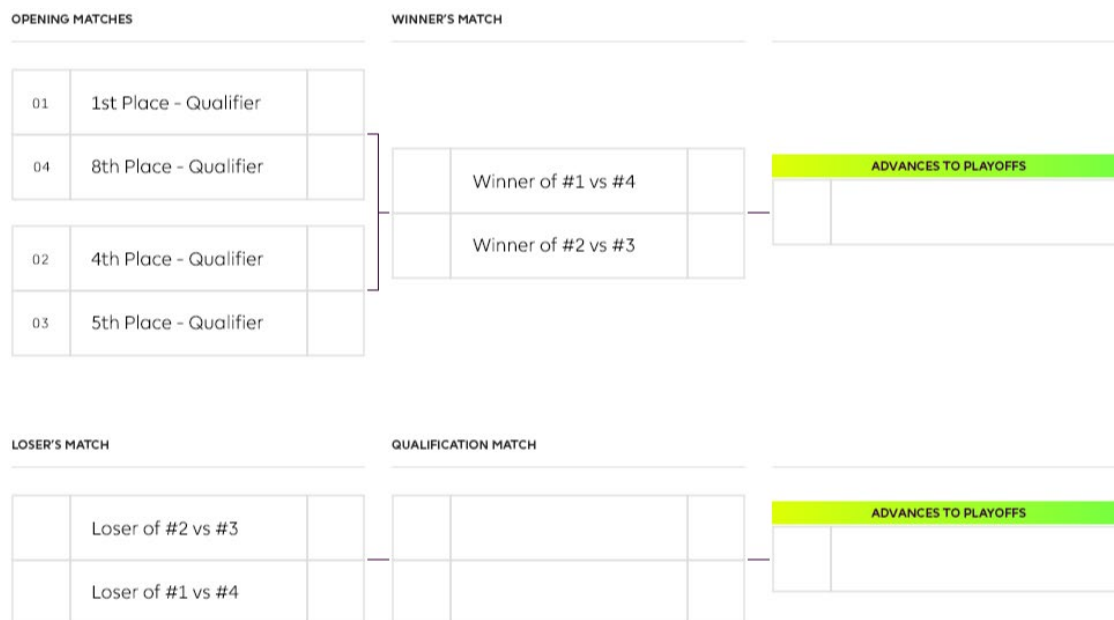 OPENING MATCHES
WINNER'S MATCH
01 1st Place - Qualifier
04 8th Place - Qualifier
Winner of #1 vs #4
Winner of #2 vs #3
ADVANCES TO PLAYOFFS
02 4th Place - Qualifier
03 5th Place - Qualifier
LOSER'S MATCH
QUALIFICATION MATCH
Loser of #2 vs #3
Loser of #1 vs #4
ADVANCES TO PLAYOFFS